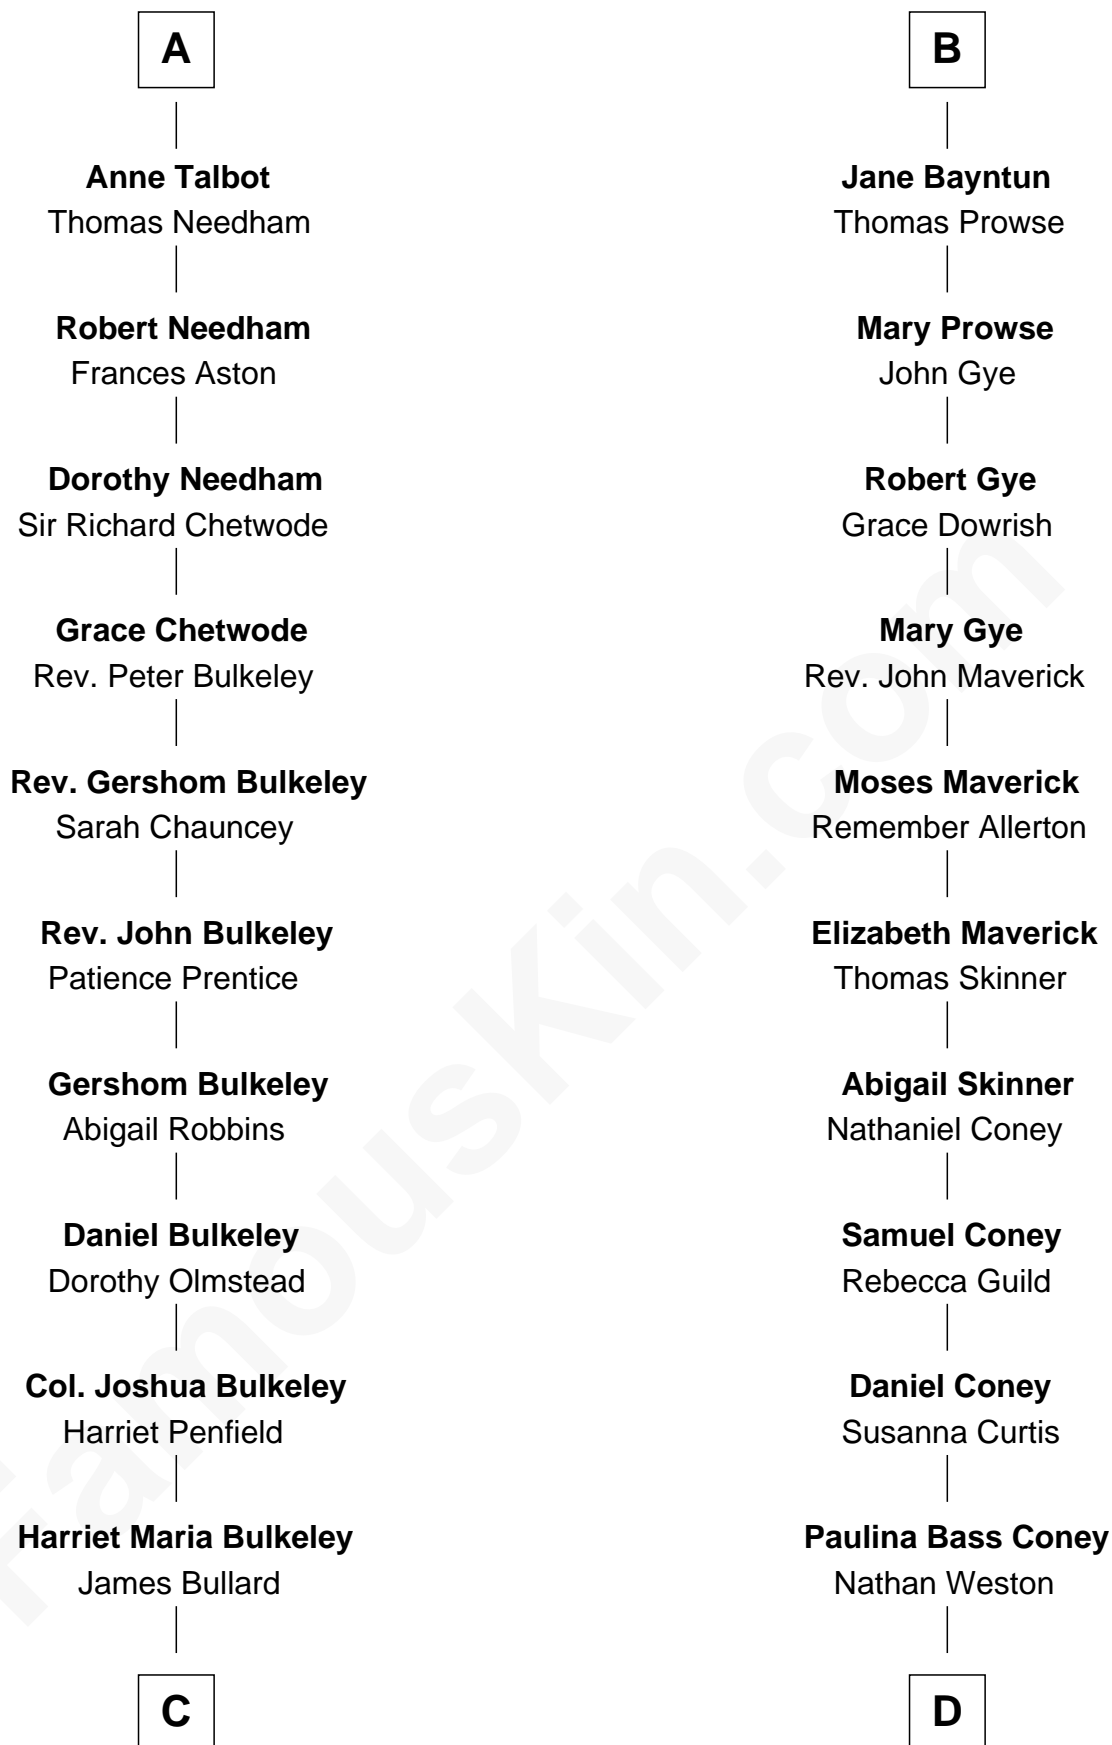 A
Anne Talbot
Thomas Needham
Robert Needham
Frances Aston
Dorothy Needham
Sir Richard Chetwode
Grace Chetwode
Rev. Peter Bulkeley
Rev. Gershom Bulkeley
Sarah Chauncey
Rev. John Bulkeley
Patience Prentice
Gershom Bulkeley
Abigail Robbins
Daniel Bulkeley
Dorothy Olmstead
Col. Joshua Bulkeley
Harriet Penfield
Harriet Maria Bulkeley
James Bullard
C
B
Jane Bayntun
Thomas Prowse
Mary Prowse
John Gye
Robert Gye
Grace Dowrish
Mary Gye
Rev. John Maverick
Moses Maverick
Remember Allerton
Elizabeth Maverick
Thomas Skinner
Abigail Skinner
Nathaniel Coney
Samuel Coney
Rebecca Guild
Daniel Coney
Susanna Curtis
Paulina Bass Coney
Nathan Weston
D
FamousKin.com